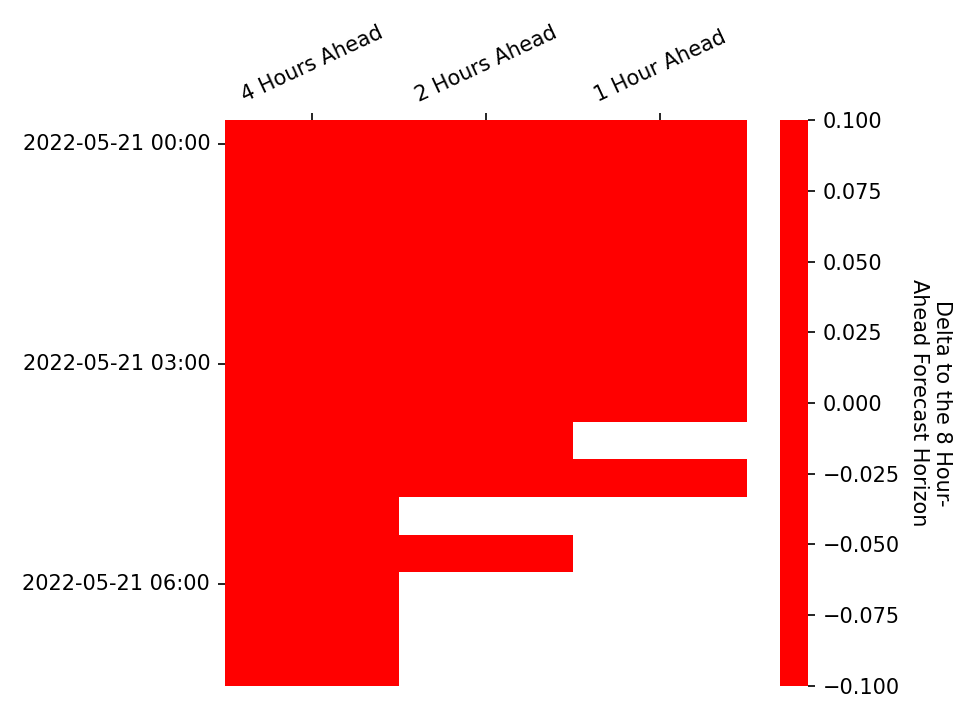 4 Hours Ahead
2 Hours Ahead
1 Hour Ahead
2022-05-21 00:00
2022-05-21 03:00
2022-05-21 06:00
0.100
0.075
0.050
0.025
0.000
−0.025
−0.050
−0.075
−0.100
Delta to the 8 Hour-
Ahead Forecast Horizon